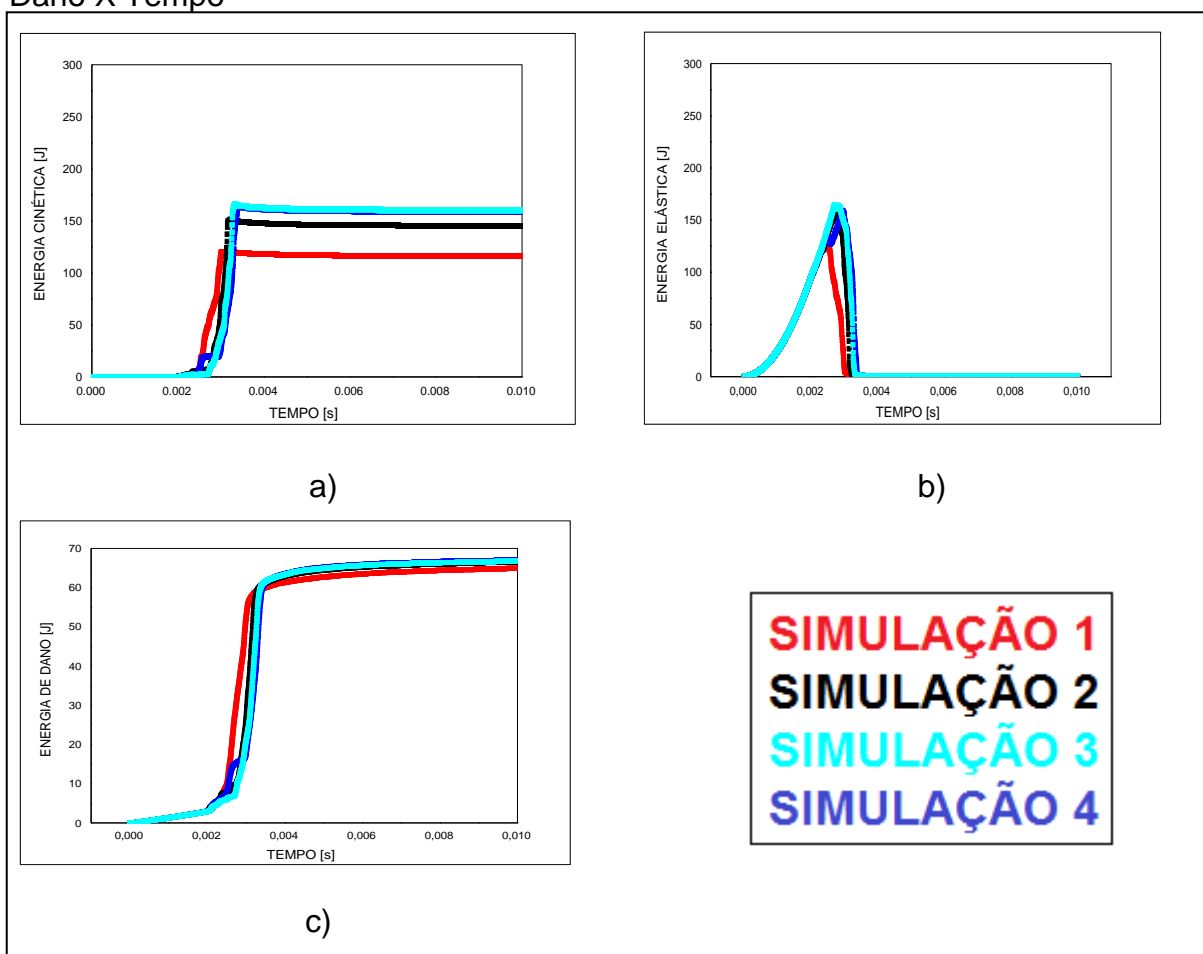 Dano X Tempo
ENERGIA CINÉTICA [J]
300
250
200
150
100
50
0
0.000 0.002 0.004 0.006 0.008 0.010
TEMPO [s]
a)
ENERGIA ELÁSTICA [J]
300
250
200
150
100
50
0
0,000 0,002 0,004 0,006 0,008 0,010
TEMPO [s]
b)
ENERGIA DE DANO [J]
70
60
50
40
30
20
10
0
0,000 0,002 0,004 0,006 0,008 0,010
TEMPO [s]
c)
SIMULAÇÃO 1
SIMULAÇÃO 2
SIMULAÇÃO 3
SIMULAÇÃO 4